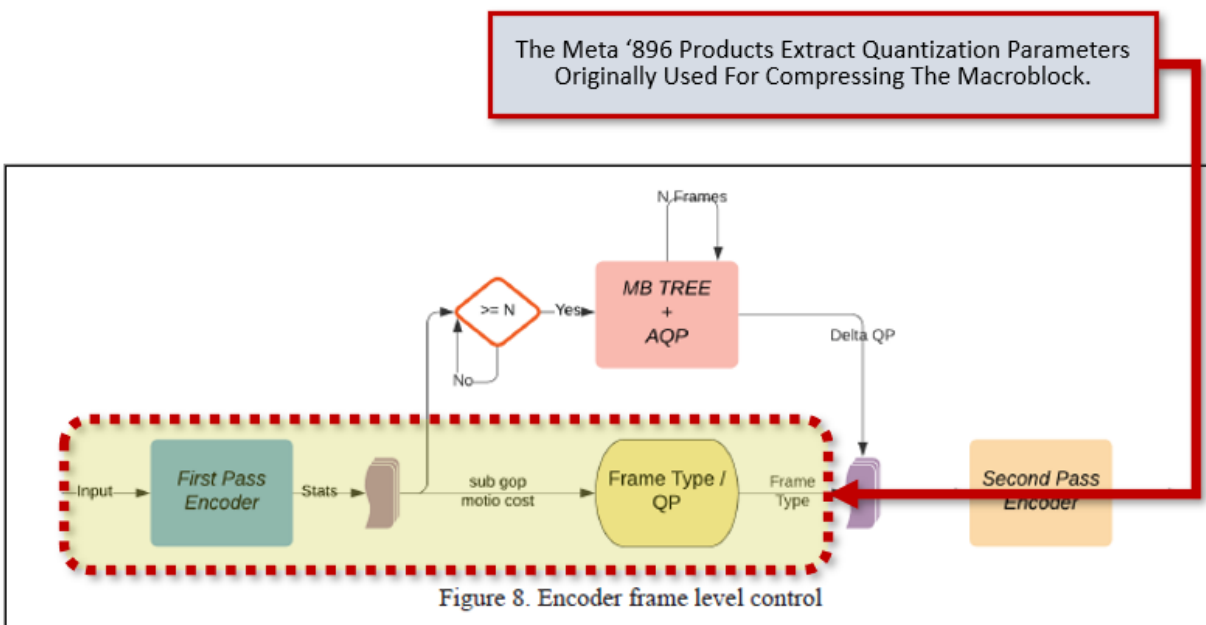 The Meta ‘896 Products Extract Quantization Parameters
Originally Used For Compressing The Macroblock.
N Frames
MB TREE
+
AQP
>= N
Yes
No
Delta QP
Input
First Pass
Encoder
Stats
sub gop
motio cost
Frame Type /
QP
Frame
Type
Second Pass
Encoder
Figure 8. Encoder frame level control